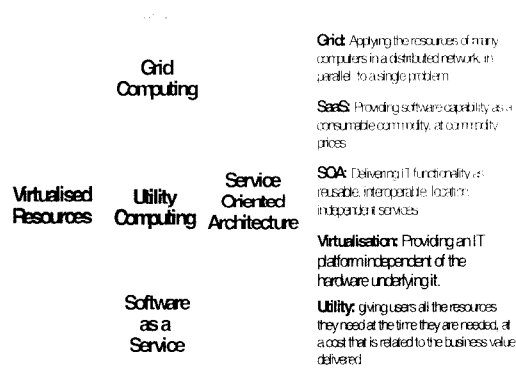 Grid
Computing
Virtualised
Resources
Utility
Computing
Service
Oriented
Architecture
Software
as a
Service
Grid: Applying the resources of many
computers in a distributed network, in
parallel to a single problem
SaaS: Providing software capability as a
consumable commodity, at commodity
prices
SOA: Delivering IT functionality as
reusable, interoperable, location
independent services
Virtualisation: Providing an IT
platform independent of the
hardware underlying it.
Utility: giving users all the resources
they need at the time they are needed, at
a cost that is related to the business value
delivered